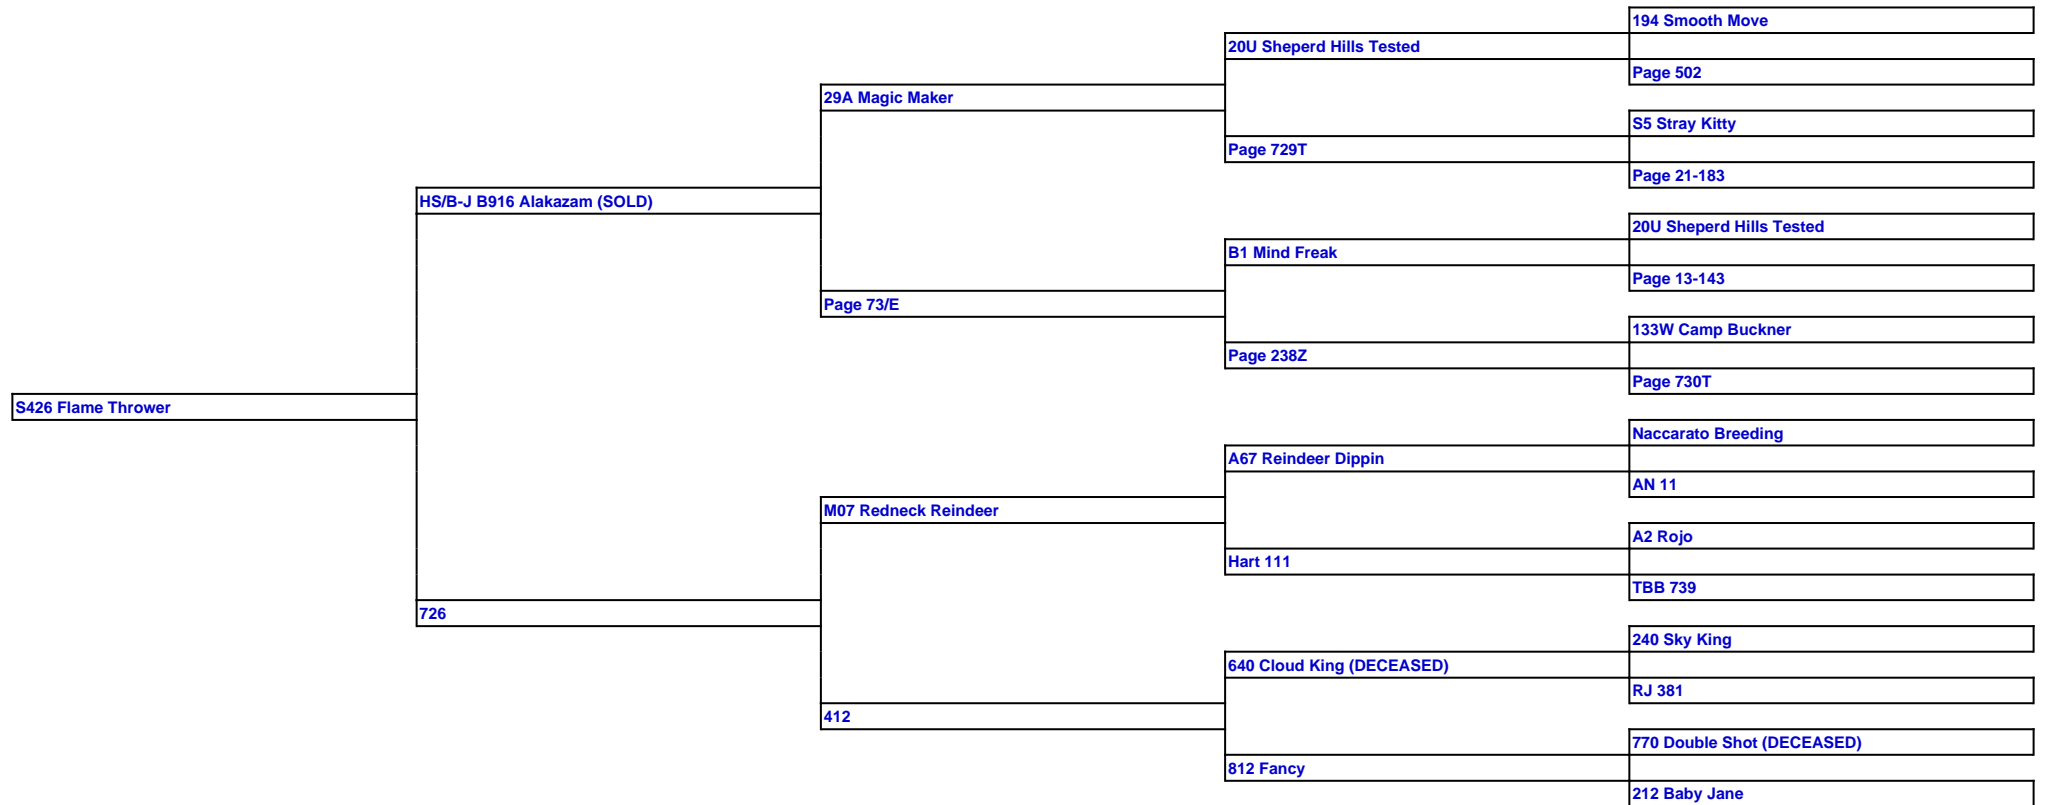 194 Smooth Move
20U Sheperd Hills Tested
Page 502
29A Magic Maker
S5 Stray Kitty
Page 729T
Page 21-183
HS/B-J B916 Alakazam (SOLD)
20U Sheperd Hills Tested
B1 Mind Freak
Page 13-143
Page 73/E
133W Camp Buckner
Page 238Z
Page 730T
S426 Flame Thrower
Naccarato Breeding
A67 Reindeer Dippin
AN 11
M07 Redneck Reindeer
A2 Rojo
Hart 111
TBB 739
726
240 Sky King
640 Cloud King (DECEASED)
RJ 381
412
770 Double Shot (DECEASED)
812 Fancy
212 Baby Jane